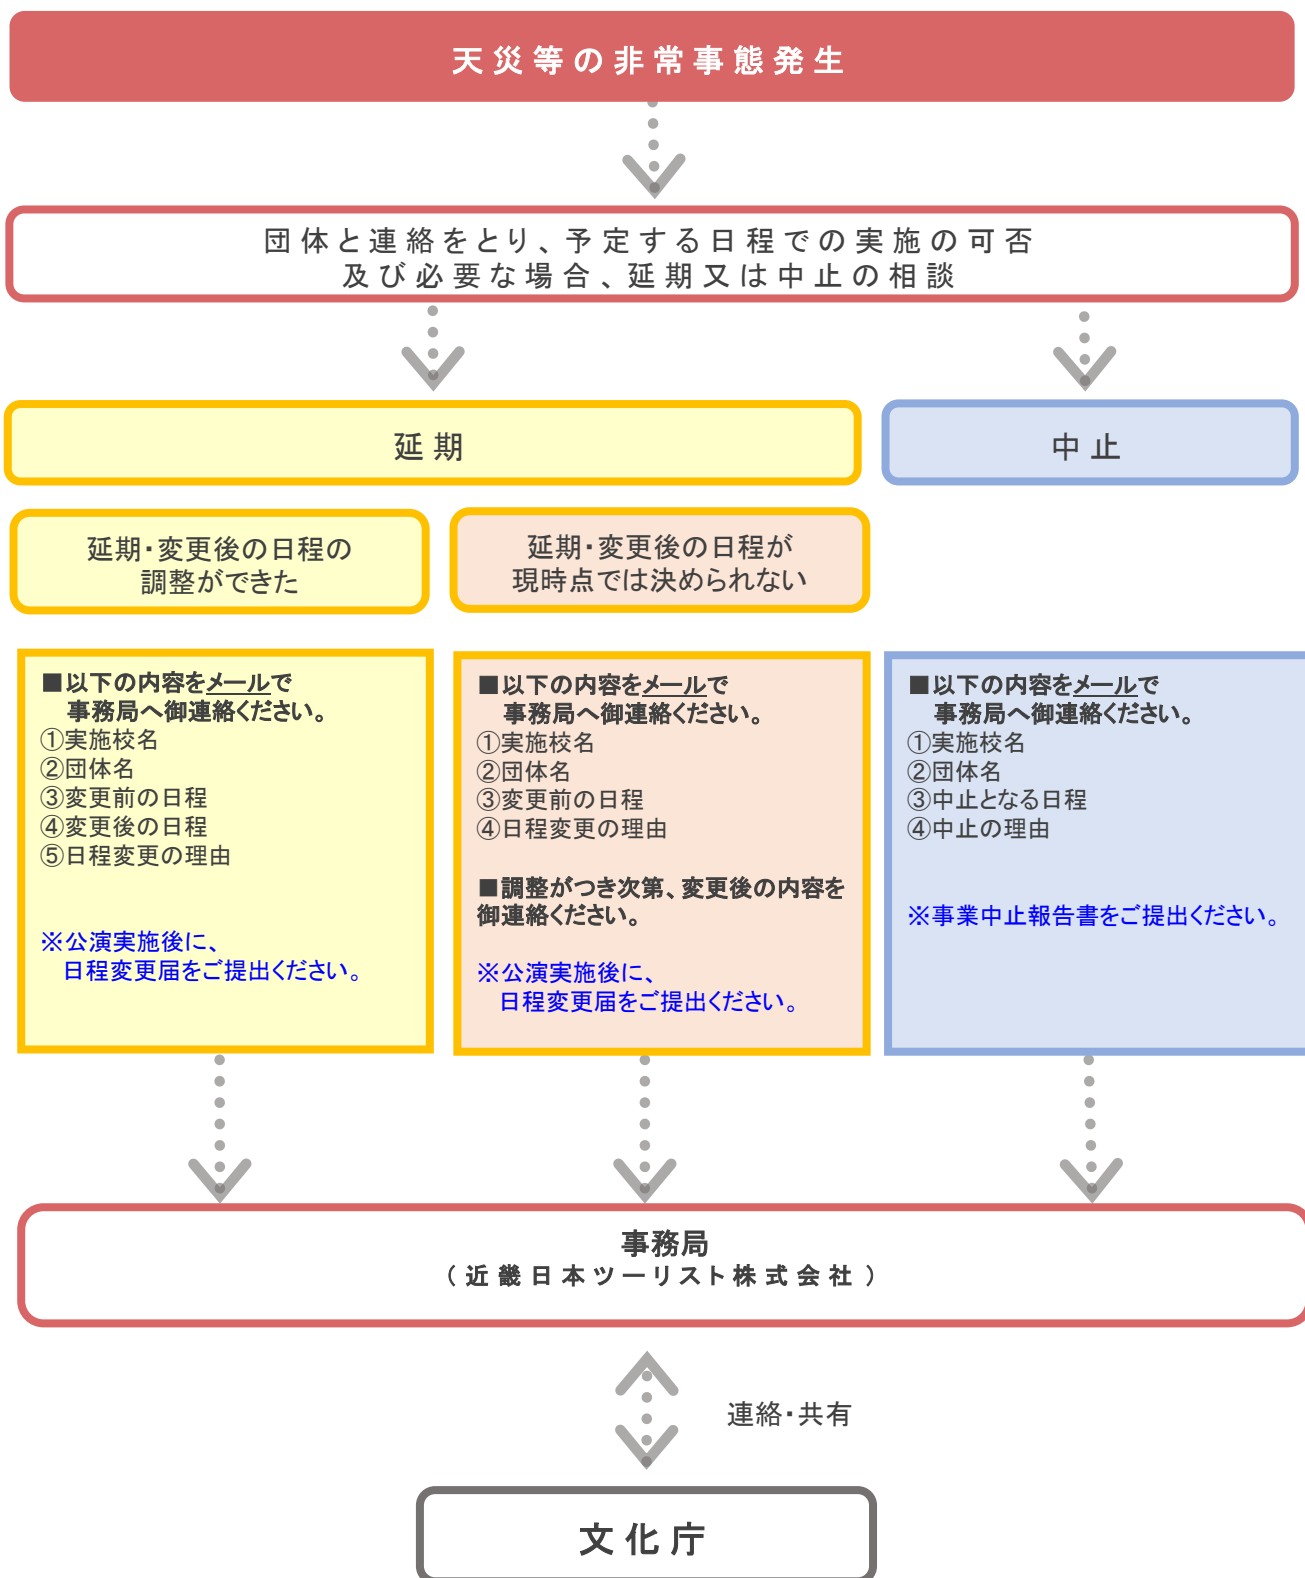 天災等の非常事態発生
団体と連絡をとり、予定する日程での実施の可否
及び必要な場合、延期又は中止の相談
延期
中止
延期・変更後の日程の
調整ができた
延期・変更後の日程が
現時点では決められない
■以下の内容をメールで
事務局へ御連絡ください。
①実施校名
②団体名
③変更前の日程
④変更後の日程
⑤日程変更の理由
※公演実施後に、
日程変更届をご提出ください。
■以下の内容をメールで
事務局へ御連絡ください。
①実施校名
②団体名
③変更前の日程
④日程変更の理由
■調整がつき次第、変更後の内容を
御連絡ください。
※公演実施後に、
日程変更届をご提出ください。
■以下の内容をメールで
事務局へ御連絡ください。
①実施校名
②団体名
③中止となる日程
④中止の理由
※事業中止報告書をご提出ください。
事務局
（近畿日本ツーリスト株式会社）
連絡・共有
文化庁